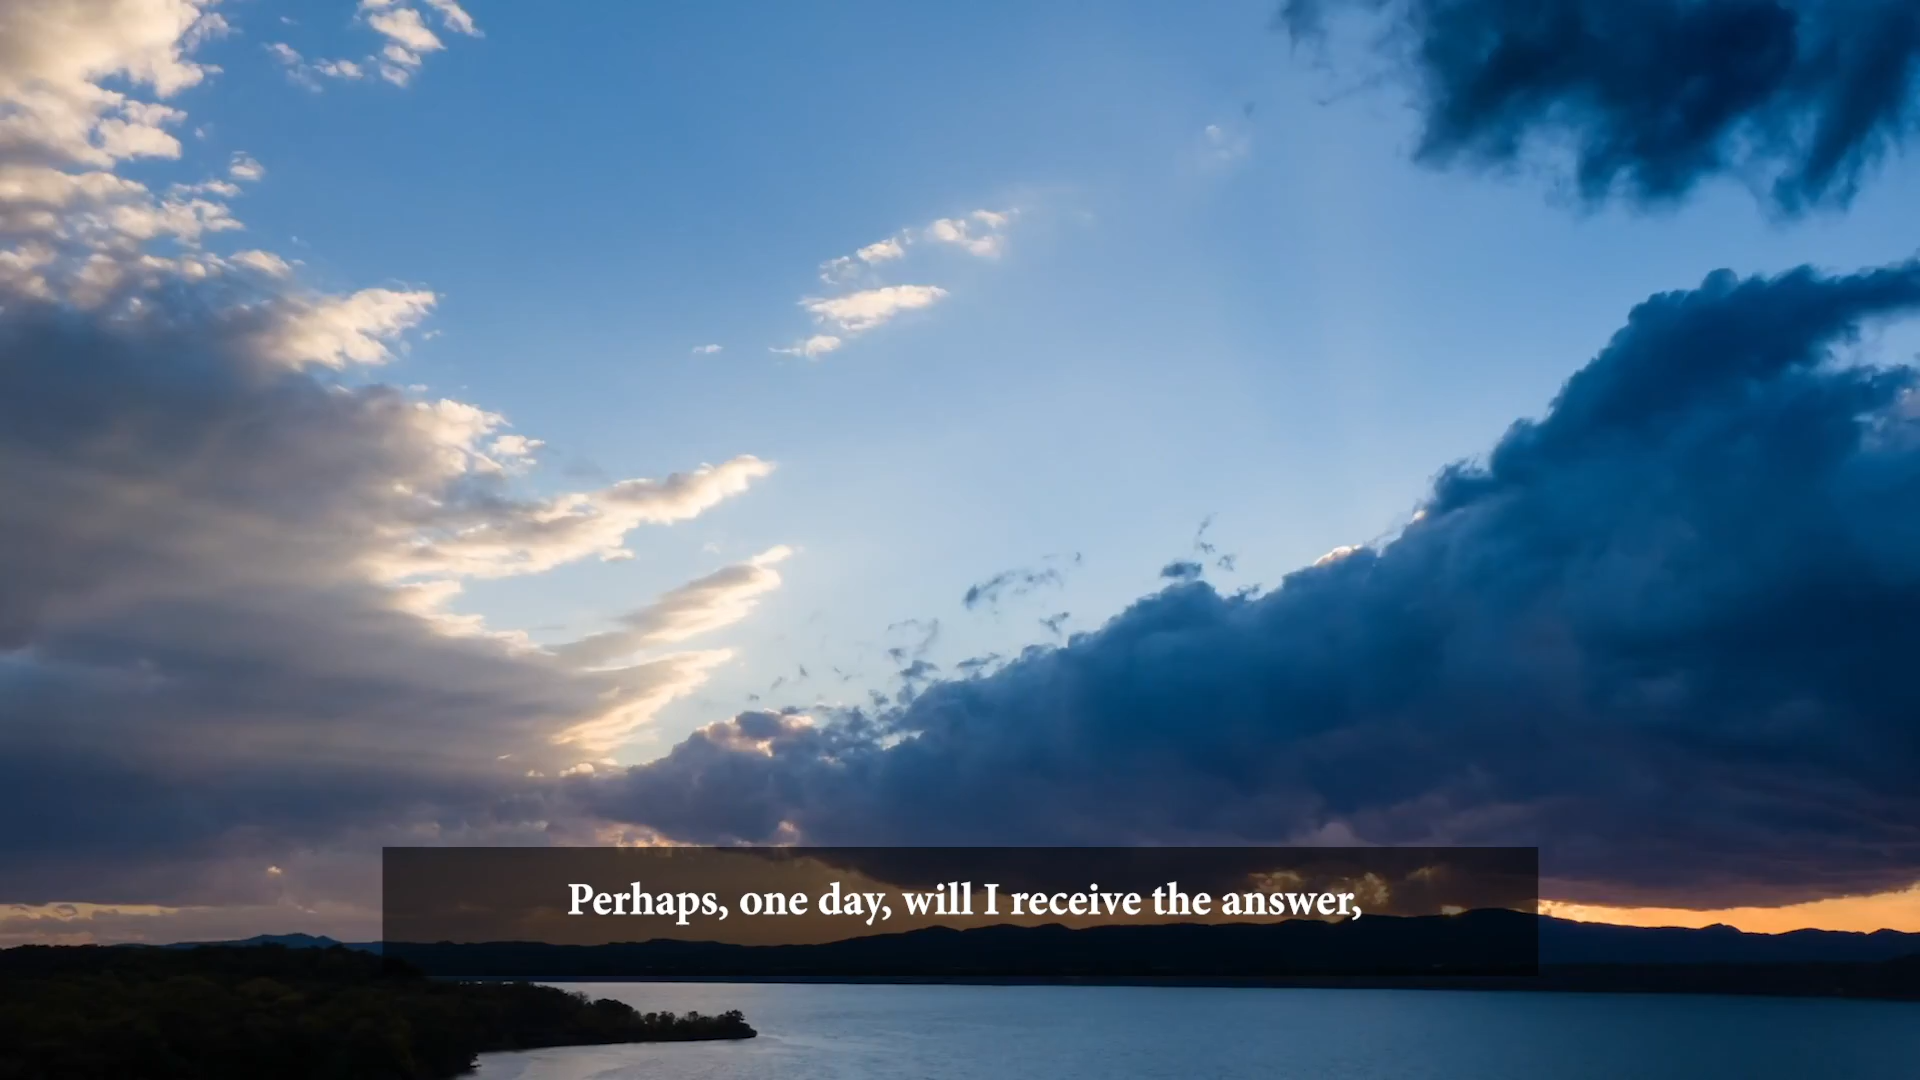 Perhaps, one day, will I receive the answer,